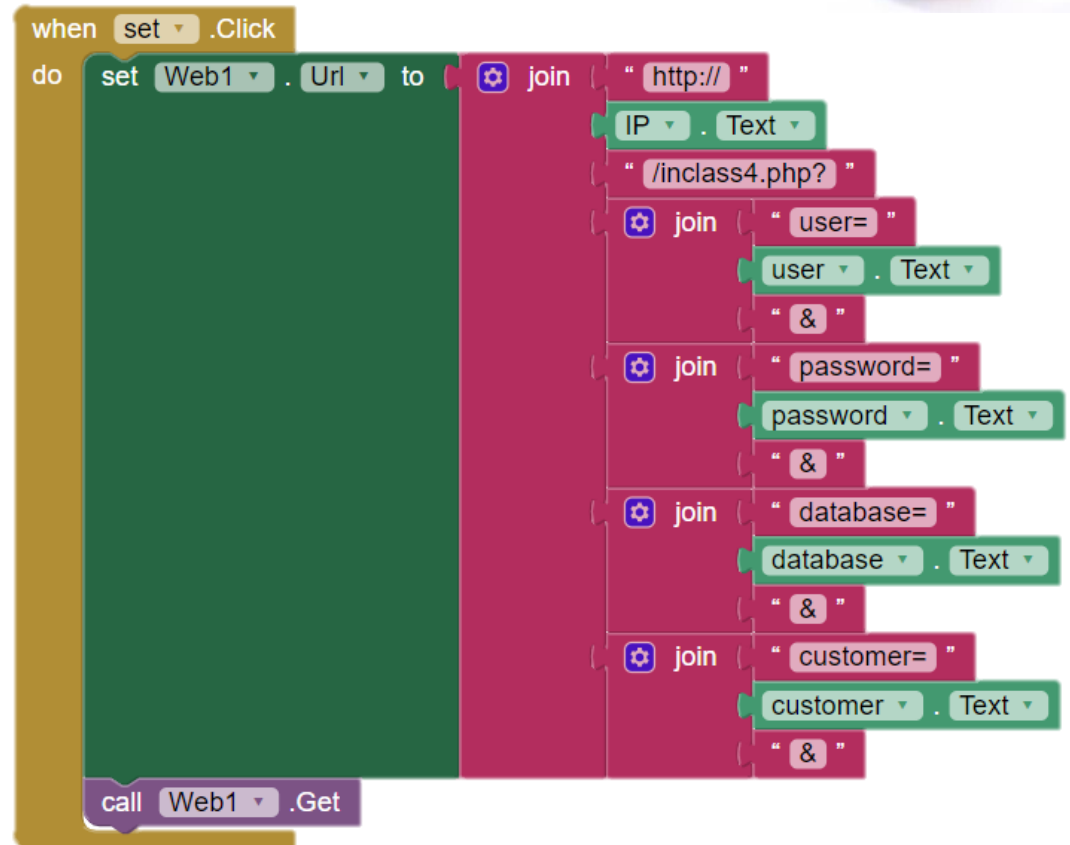 when set .Click
do set Web1 . Url to join " http:// "
IP . Text
" /inclass4.php? "
join " user= "
user . Text
" & "
join " password= "
password . Text
" & "
join " database= "
database . Text
" & "
join " customer= "
customer . Text
" & "
call Web1 .Get